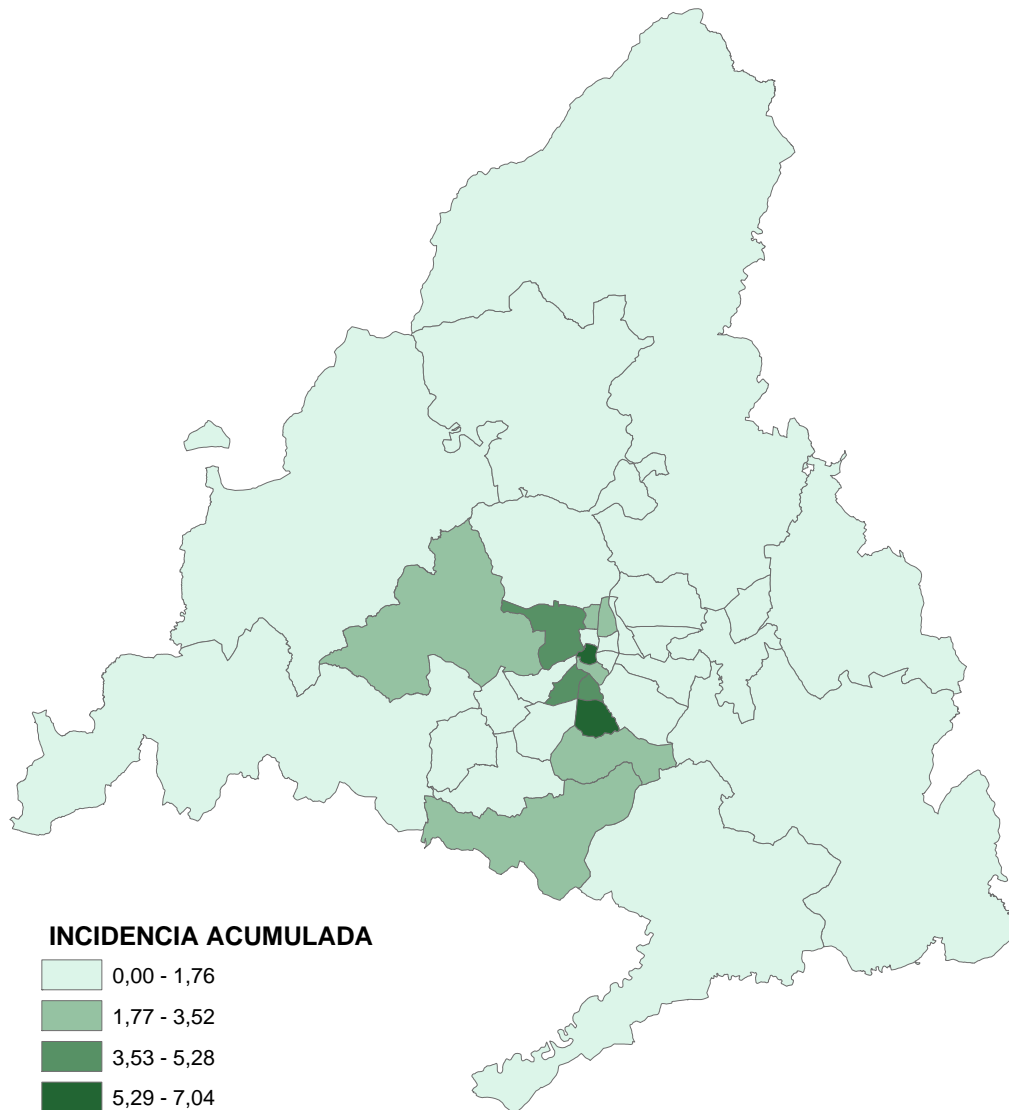 INCIDENCIA ACUMULADA
0,00 - 1,76
1,77 - 3,52
3,53 - 5,28
5,29 - 7,04